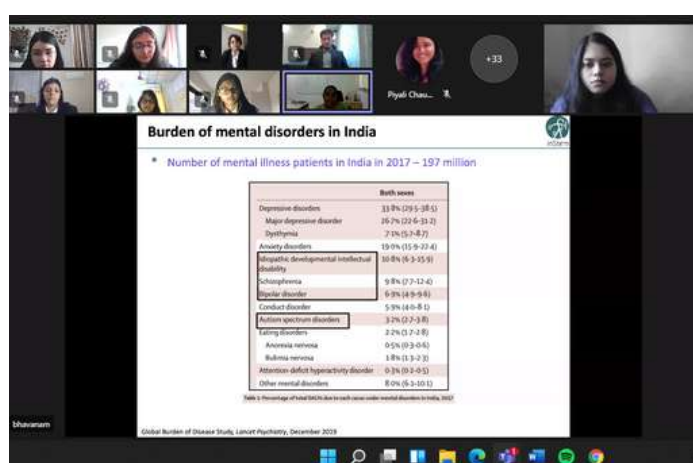 +33
Piyali Chau...
Burden of mental disorders in India
inStem
* Number of mental illness patients in India in 2017 – 197 million
Both sexes
Depressive disorders 33·8% (29·5–38·5)
Major depressive disorder 26·7% (22·6–31·2)
Dysthymia 7·1% (5·7–8·7)
Anxiety disorders 19·0% (15·9–22·4)
Idiopathic developmental intellectual 10·8% (6·3–15·9)
disability
Schizophrenia 9·8% (7·7–12·4)
Bipolar disorder 6·9% (4·9–9·6)
Conduct disorder 5·9% (4·0–8·1)
Autism spectrum disorders 3·2% (2·7–3·8)
Eating disorders 2·2% (1·7–2·8)
Anorexia nervosa 0·5% (0·3–0·6)
Bulimia nervosa 1·8% (1·3–2·3)
Attention-deficit hyperactivity disorder 0·3% (0·2–0·5)
Other mental disorders 8·0% (6·1–10·1)
Table 1: Percentage of total DALYs due to each cause under mental disorders in India, 2017
bhavanam
Global Burden of Disease Study, Lancet Psychiatry, December 2019